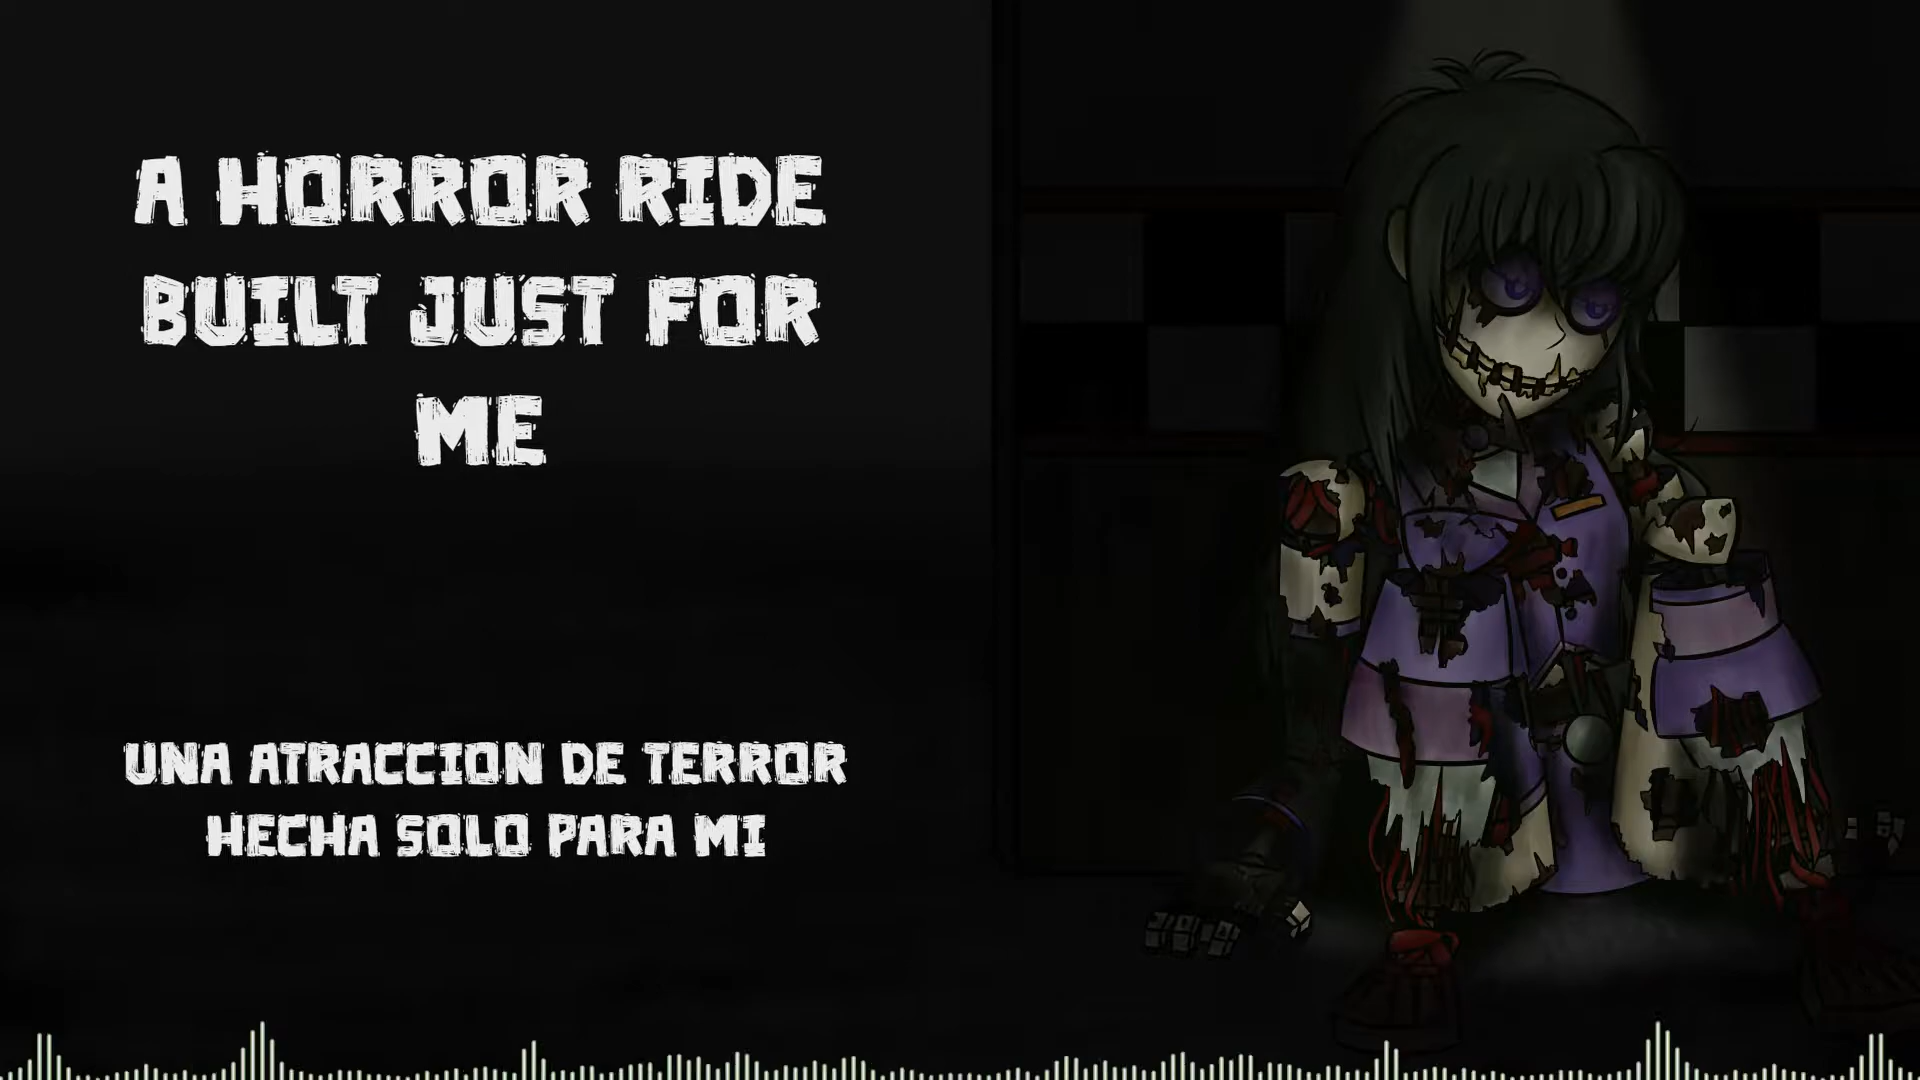 A HORROR RIDE
BUILT JUST FOR
ME
UNA ATRACCION DE TERROR
HECHA SOLO PARA MI